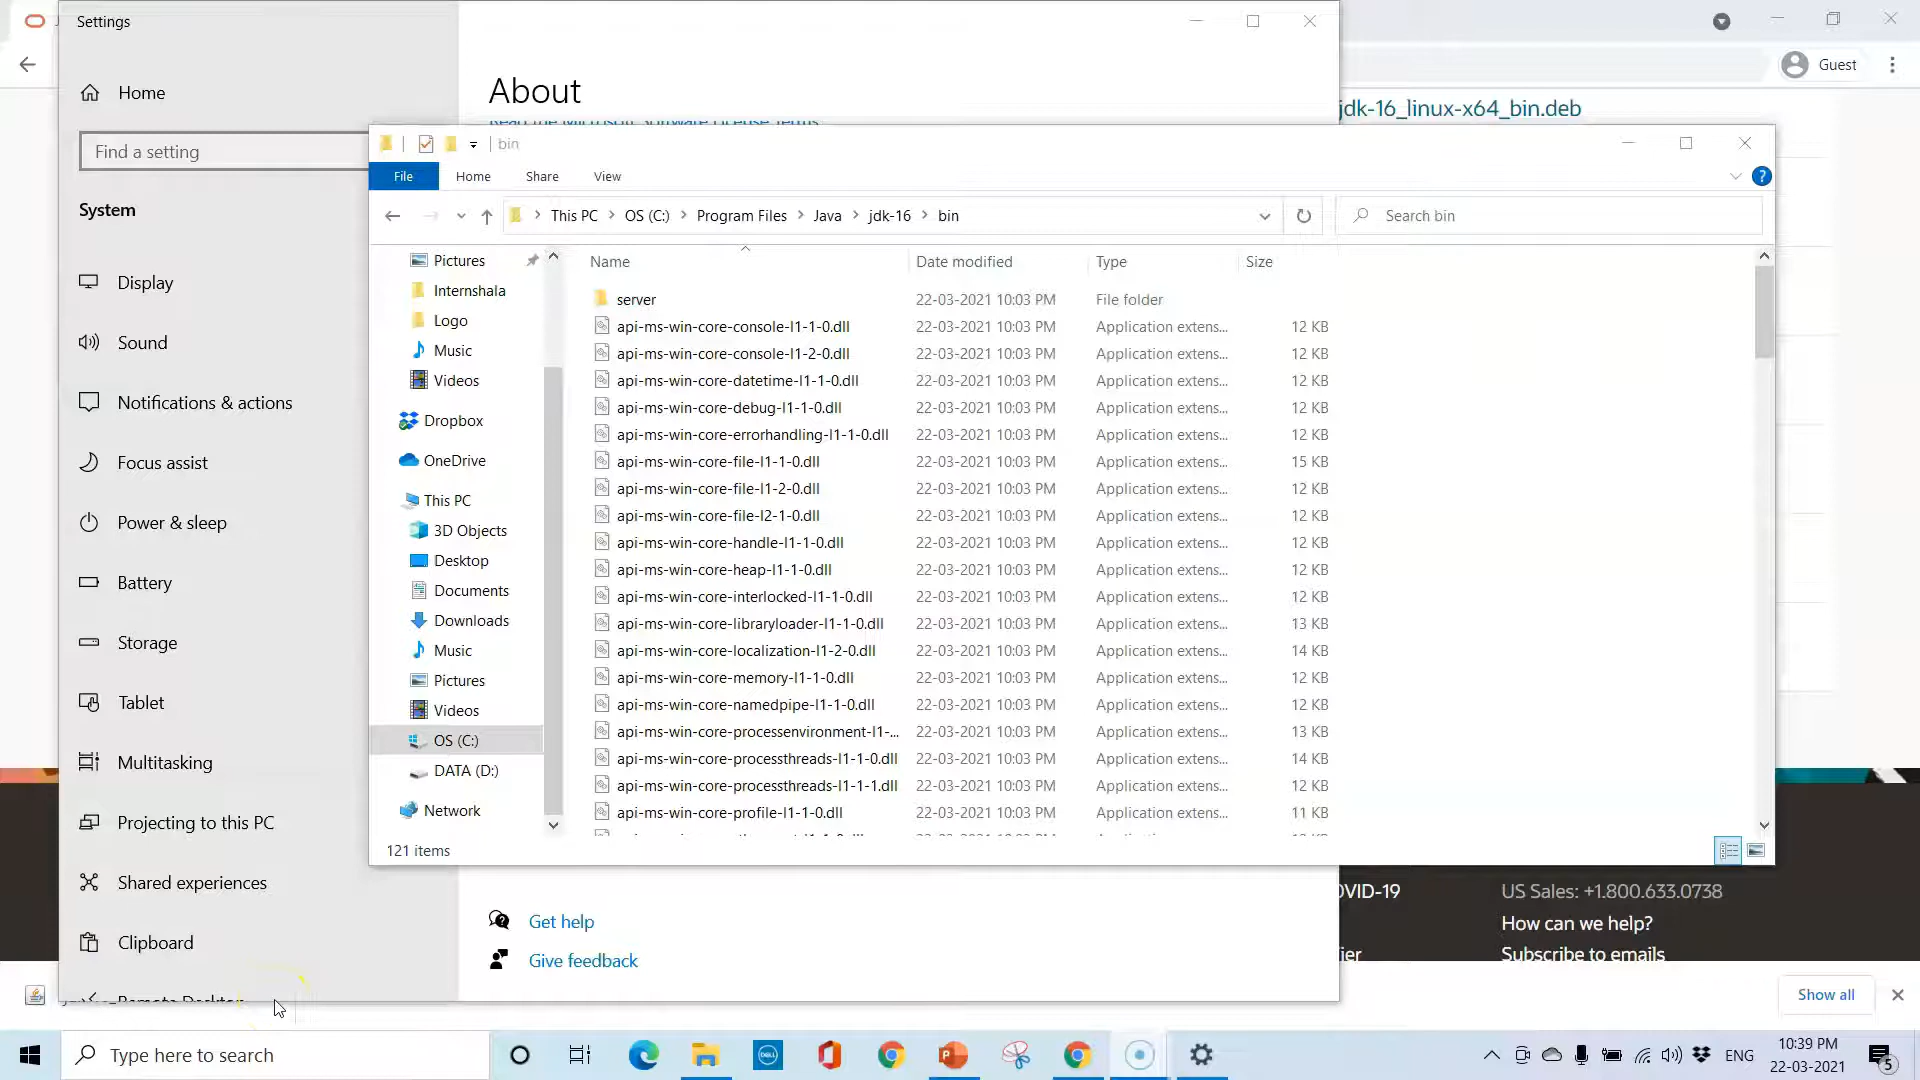 Settings
Home
Find a setting
System
Display
Sound
Notifications & actions
Focus assist
Power & sleep
Battery
Storage
Tablet
Multitasking
Projecting to this PC
Shared experiences
Clipboard
Remote Desktop
About
Read the Microsoft Software License Terms
Get help
Give feedback
bin
File Home Share View
This PC OS (C:) Program Files Java jdk-16 bin
Search bin
Pictures
Internshala
Logo
Music
Videos
Dropbox
OneDrive
This PC
3D Objects
Desktop
Documents
Downloads
Music
Pictures
Videos
OS (C:)
DATA (D:)
Network
121 items
Name Date modified Type Size
server 22-03-2021 10:03 PM File folder
api-ms-win-core-console-l1-1-0.dll 22-03-2021 10:03 PM Application extens... 12 KB
api-ms-win-core-console-l1-2-0.dll 22-03-2021 10:03 PM Application extens... 12 KB
api-ms-win-core-datetime-l1-1-0.dll 22-03-2021 10:03 PM Application extens... 12 KB
api-ms-win-core-debug-l1-1-0.dll 22-03-2021 10:03 PM Application extens... 12 KB
api-ms-win-core-errorhandling-l1-1-0.dll 22-03-2021 10:03 PM Application extens... 12 KB
api-ms-win-core-file-l1-1-0.dll 22-03-2021 10:03 PM Application extens... 15 KB
api-ms-win-core-file-l1-2-0.dll 22-03-2021 10:03 PM Application extens... 12 KB
api-ms-win-core-file-l2-1-0.dll 22-03-2021 10:03 PM Application extens... 12 KB
api-ms-win-core-handle-l1-1-0.dll 22-03-2021 10:03 PM Application extens... 12 KB
api-ms-win-core-heap-l1-1-0.dll 22-03-2021 10:03 PM Application extens... 12 KB
api-ms-win-core-interlocked-l1-1-0.dll 22-03-2021 10:03 PM Application extens... 12 KB
api-ms-win-core-libraryloader-l1-1-0.dll 22-03-2021 10:03 PM Application extens... 13 KB
api-ms-win-core-localization-l1-2-0.dll 22-03-2021 10:03 PM Application extens... 14 KB
api-ms-win-core-memory-l1-1-0.dll 22-03-2021 10:03 PM Application extens... 12 KB
api-ms-win-core-namedpipe-l1-1-0.dll 22-03-2021 10:03 PM Application extens... 12 KB
api-ms-win-core-processenvironment-l1-... 22-03-2021 10:03 PM Application extens... 13 KB
api-ms-win-core-processthreads-l1-1-0.dll 22-03-2021 10:03 PM Application extens... 14 KB
api-ms-win-core-processthreads-l1-1-1.dll 22-03-2021 10:03 PM Application extens... 12 KB
api-ms-win-core-profile-l1-1-0.dll 22-03-2021 10:03 PM Application extens... 11 KB
Guest
jdk-16_linux-x64_bin.deb
OVID-19
US Sales: +1.800.633.0738
How can we help?
Subscribe to emails
Show all
Type here to search
DELL
ENG
10:39 PM
22-03-2021
5